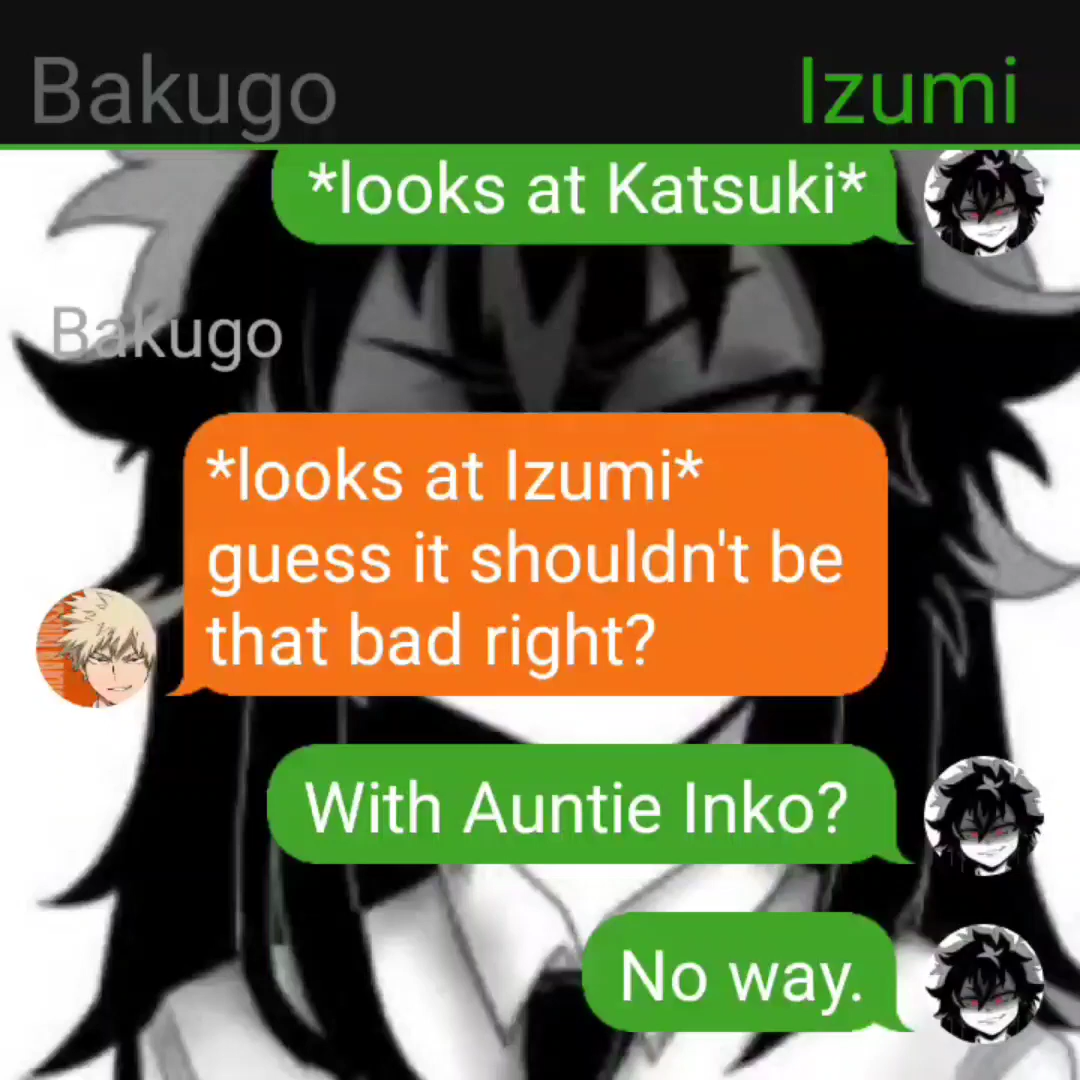 Bakugo
Izumi
*looks at Katsuki*
Bakugo
*looks at Izumi*
guess it shouldn't be
that bad right?
With Auntie Inko?
No way.